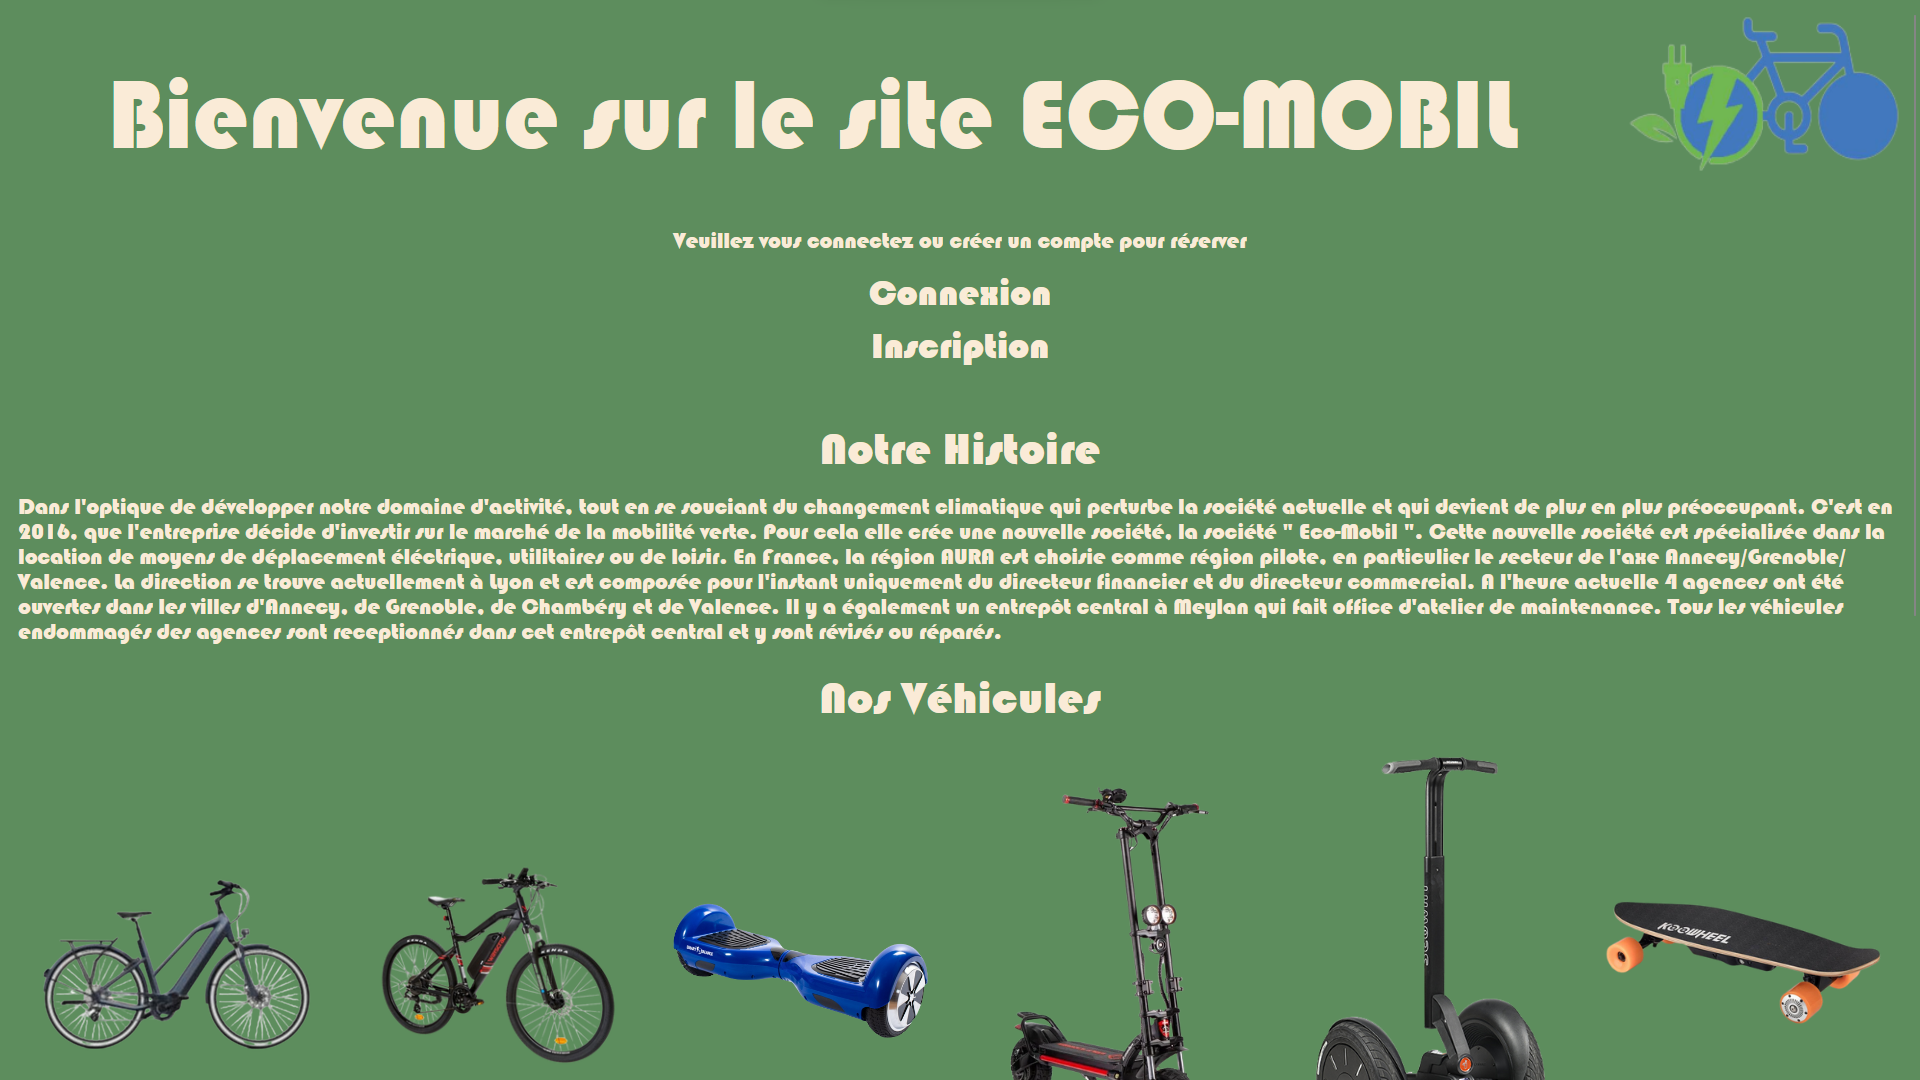 Bienvenue sur le site ECO-MOBIL
Veuillez vous connectez ou créer un compte pour réserver
Connexion
Inscription
Notre Histoire
Dans l'optique de développer notre domaine d'activité, tout en se souciant du changement climatique qui perturbe la société actuelle et qui devient de plus en plus préoccupant. C'est en
2016, que l'entreprise décide d'investir sur le marché de la mobilité verte. Pour cela elle crée une nouvelle société, la société " Eco-Mobil ". Cette nouvelle société est spécialisée dans la
location de moyens de déplacement éléctrique, utilitaires ou de loisir. En France, la région AURA est choisie comme région pilote, en particulier le secteur de l'axe Annecy/Grenoble/
Valence. La direction se trouve actuellement à Lyon et est composée pour l'instant uniquement du directeur financier et du directeur commercial. A l'heure actuelle 4 agences ont été
ouvertes dans les villes d'Annecy, de Grenoble, de Chambéry et de Valence. Il y a également un entrepôt central à Meylan qui fait office d'atelier de maintenance. Tous les véhicules
endommagés des agences sont receptionnés dans cet entrepôt central et y sont révisés ou réparés.
Nos Véhicules
KOOWHEEL